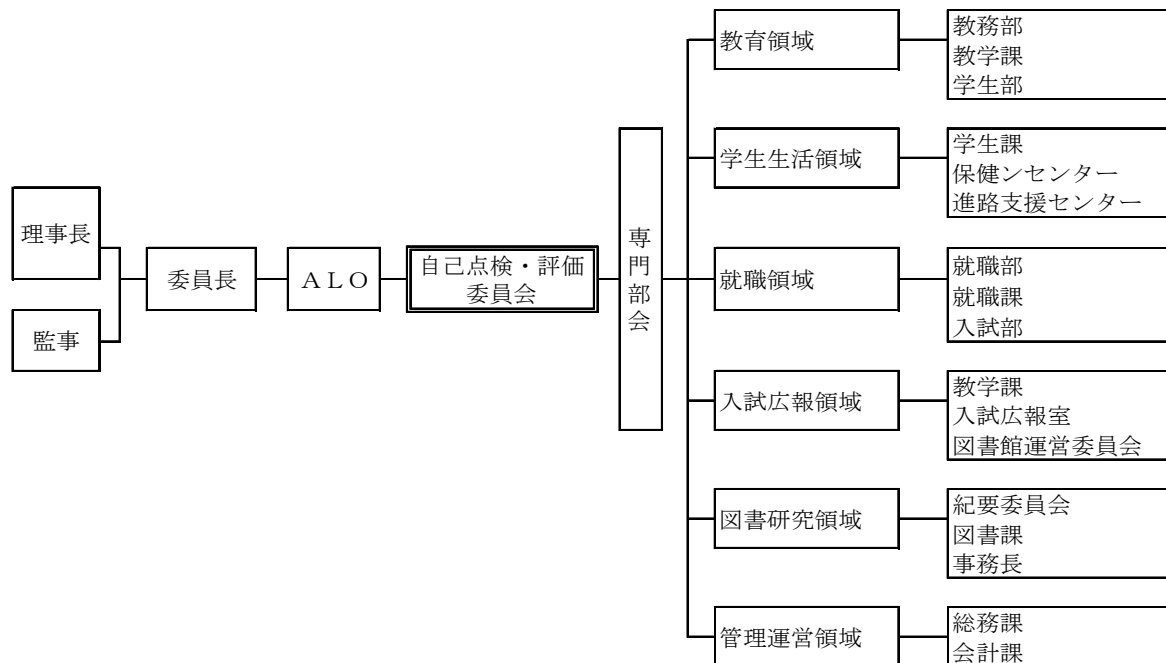 理事長
監事
委員長
ＡＬＯ
自己点検・評価
委員会
専門部会
教育領域
教務部
教学課
学生部
学生生活領域
学生課
保健ンセンター
進路支援センター
就職領域
就職部
就職課
入試部
入試広報領域
教学課
入試広報室
図書館運営委員会
図書研究領域
紀要委員会
図書課
事務長
管理運営領域
総務課
会計課